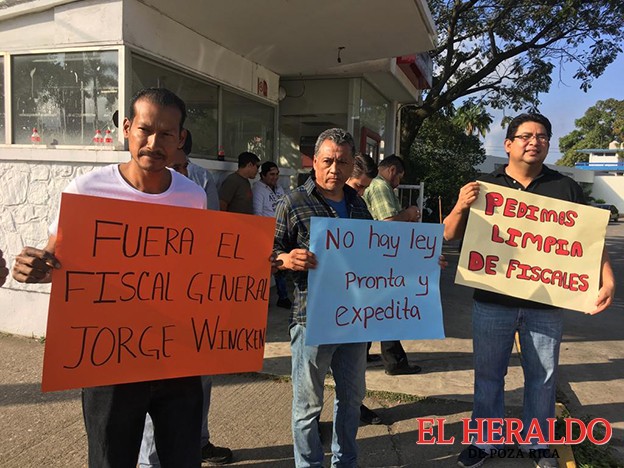 FUERA EL
FISCAL GENERAL
JORGE WINCKEN
No hay ley
Pronta y
expedita
PEDIMOS
LIMPIA
DE FISCALES
EL HERALDO
DE POZA RICA